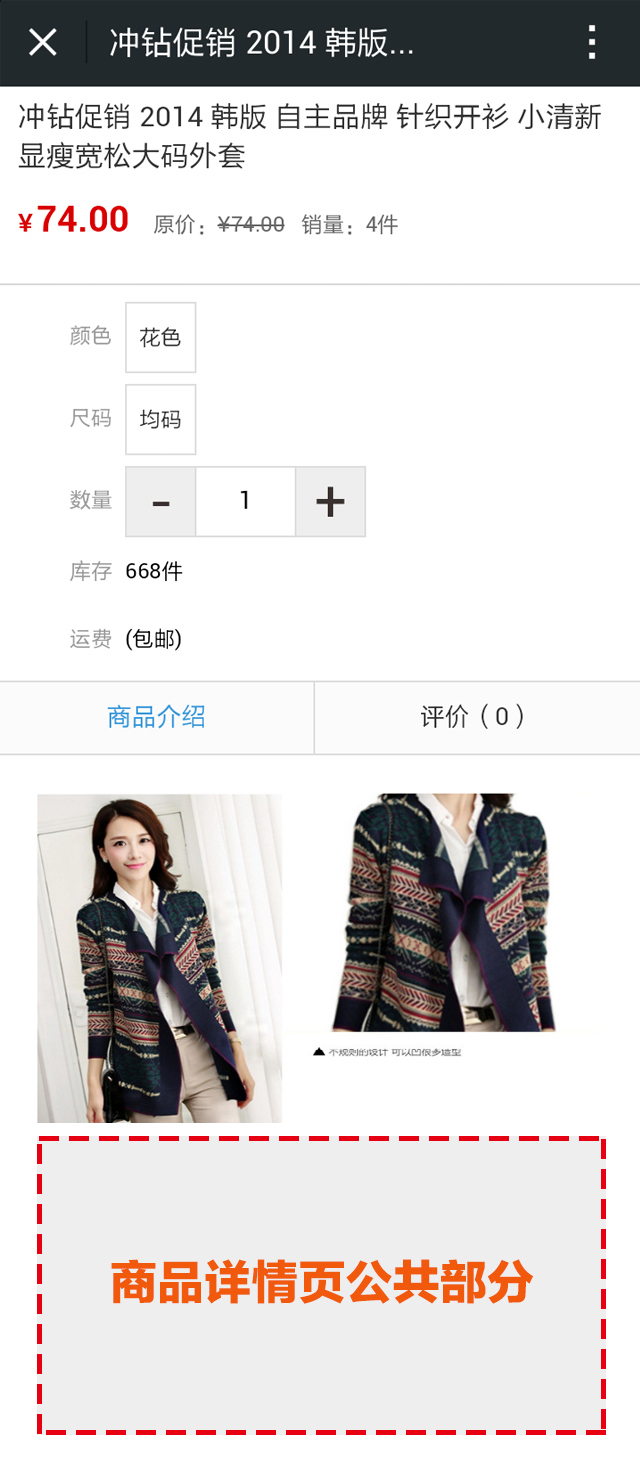 冲钻促销 2014 韩版...
冲钻促销 2014 韩版 自主品牌 针织开衫 小清新
显瘦宽松大码外套
¥74.00 原价：¥74.00 销量：4件
颜色 花色
尺码 均码
数量 - 1 +
库存 668件
运费 (包邮)
商品介绍 评价（0）
▲ 不规则的设计 可以凹很多造型
商品详情页公共部分